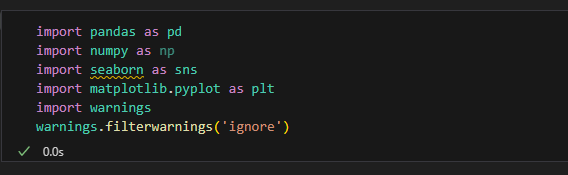 import pandas as pd
import numpy as np
import seaborn as sns
import matplotlib.pyplot as plt
import warnings
warnings.filterwarnings('ignore')
0.0s